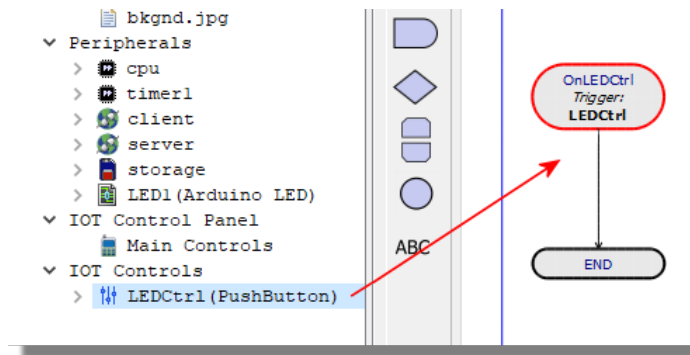 bkgnd.jpg
Peripherals
cpu
timer1
client
server
storage
LED1(Arduino LED)
IOT Control Panel
Main Controls
IOT Controls
LEDCtrl(PushButton)
ABC
OnLEDCtrl
Trigger:
LEDCtrl
END